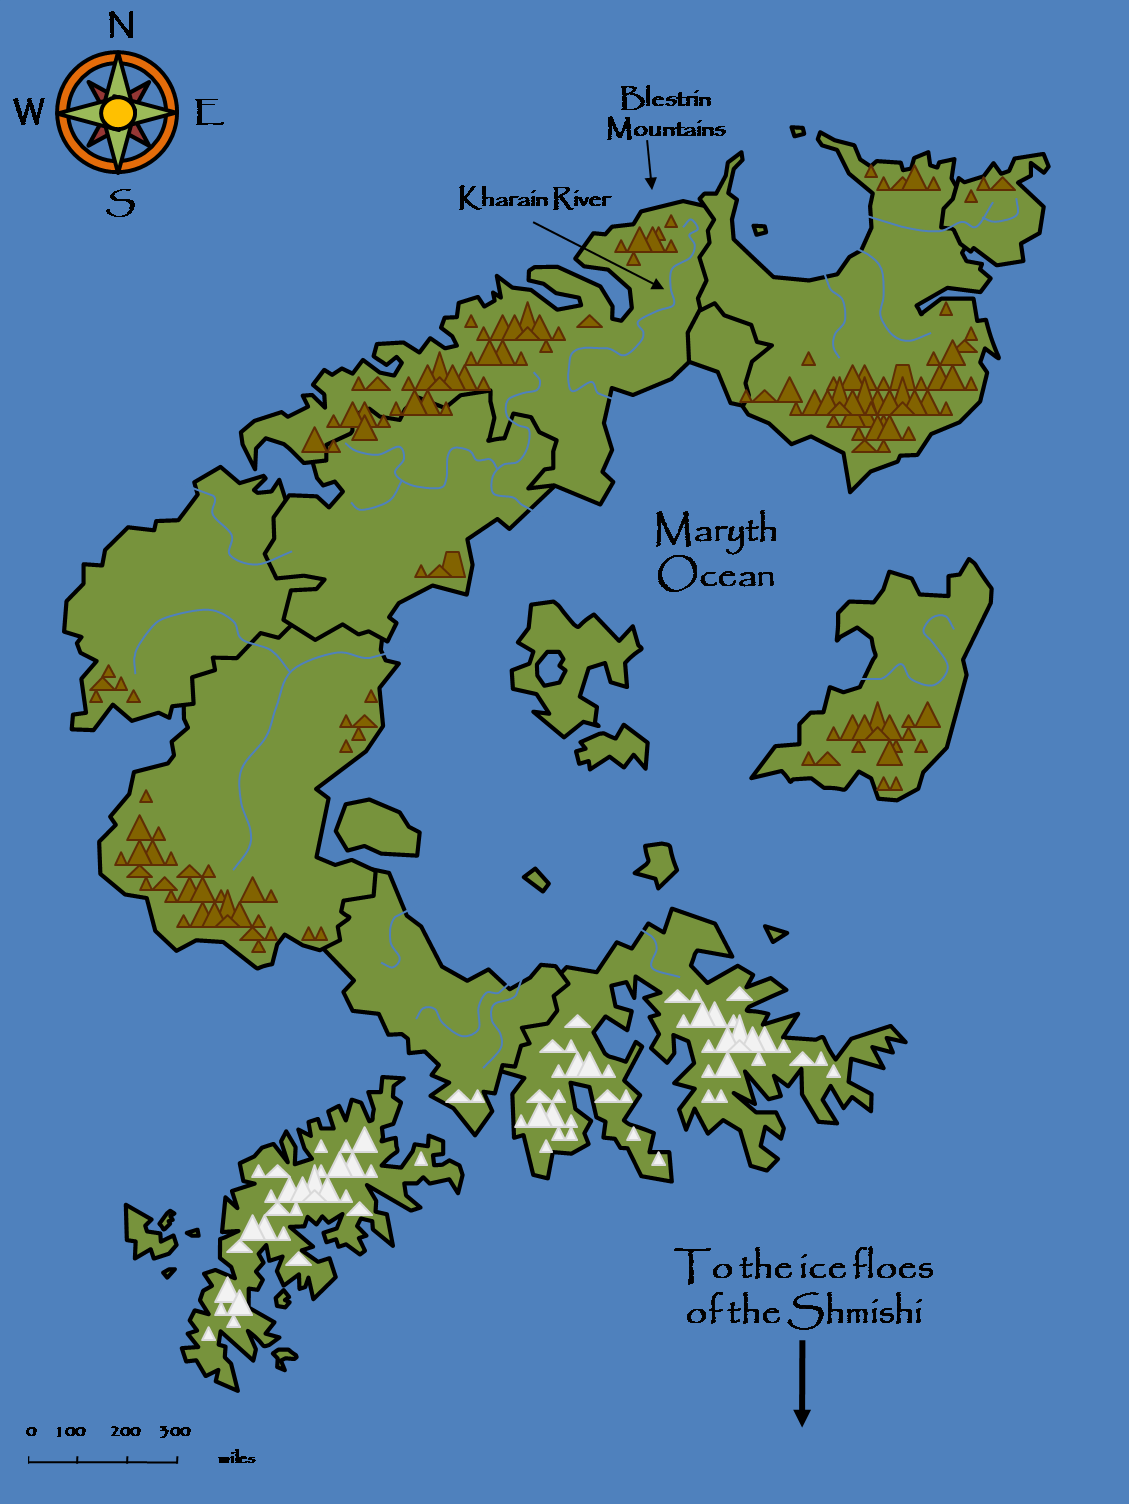 N
W E
S
Blestrin
Mountains
Kharain River
Maryth
Ocean
To the ice floes
of the Shmishi
0 100 200 300
miles